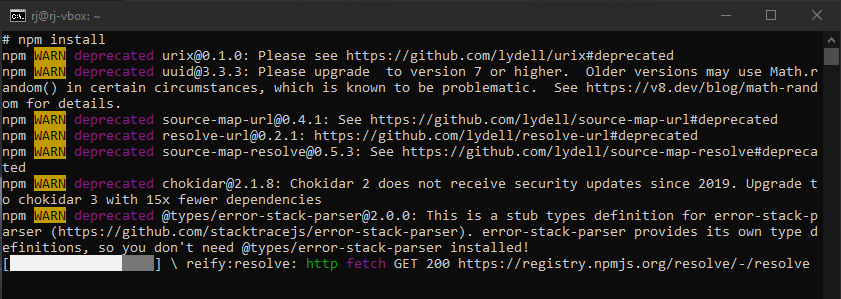 rj@rj-vbox: ~
# npm install
npm WARN deprecated urix@0.1.0: Please see https://github.com/lydell/urix#deprecated
npm WARN deprecated uuid@3.3.3: Please upgrade  to version 7 or higher.  Older versions may use Math.r
andom() in certain circumstances, which is known to be problematic.  See https://v8.dev/blog/math-rand
om for details.
npm WARN deprecated source-map-url@0.4.1: See https://github.com/lydell/source-map-url#deprecated
npm WARN deprecated resolve-url@0.2.1: https://github.com/lydell/resolve-url#deprecated
npm WARN deprecated source-map-resolve@0.5.3: See https://github.com/lydell/source-map-resolve#depreca
ted
npm WARN deprecated chokidar@2.1.8: Chokidar 2 does not receive security updates since 2019. Upgrade t
o chokidar 3 with 15x fewer dependencies
npm WARN deprecated @types/error-stack-parser@2.0.0: This is a stub types definition for error-stack-p
arser (https://github.com/stacktracejs/error-stack-parser). error-stack-parser provides its own type d
efinitions, so you don't need @types/error-stack-parser installed!
[                  ] \ reify:resolve: http fetch GET 200 https://registry.npmjs.org/resolve/-/resolve